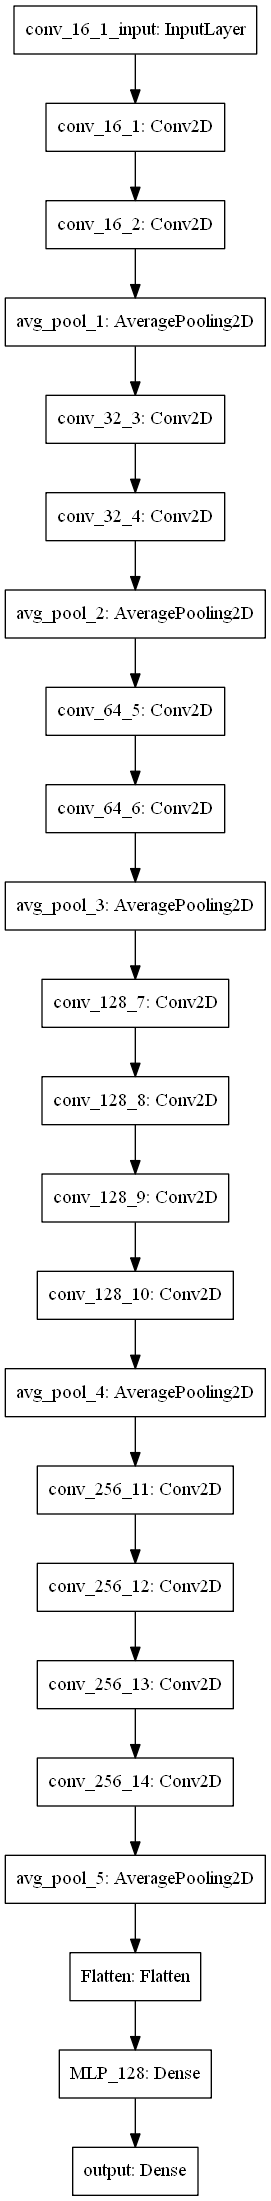 conv_16_1_input: InputLayer
conv_16_1: Conv2D
conv_16_2: Conv2D
avg_pool_1: AveragePooling2D
conv_32_3: Conv2D
conv_32_4: Conv2D
avg_pool_2: AveragePooling2D
conv_64_5: Conv2D
conv_64_6: Conv2D
avg_pool_3: AveragePooling2D
conv_128_7: Conv2D
conv_128_8: Conv2D
conv_128_9: Conv2D
conv_128_10: Conv2D
avg_pool_4: AveragePooling2D
conv_256_11: Conv2D
conv_256_12: Conv2D
conv_256_13: Conv2D
conv_256_14: Conv2D
avg_pool_5: AveragePooling2D
Flatten: Flatten
MLP_128: Dense
output: Dense